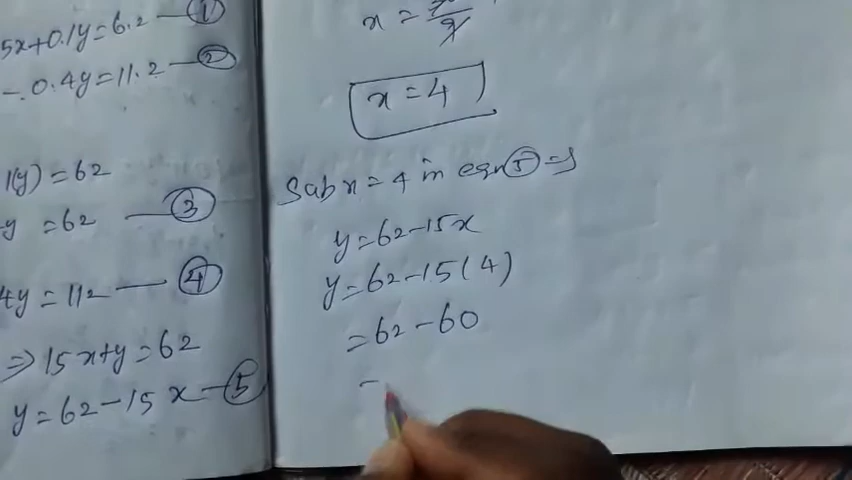 5x+0.1y=6.2 — 1
-.0.4y=11.2 — 2
1(y)=62
-y =62 — 3
4y=112 — 4
⇒15x+y=62
y=62-15x — 5
x=
x=4
Sub x=4 in eqn 5 ⇒
y=62-15x
y=62-15(4)
=62-60